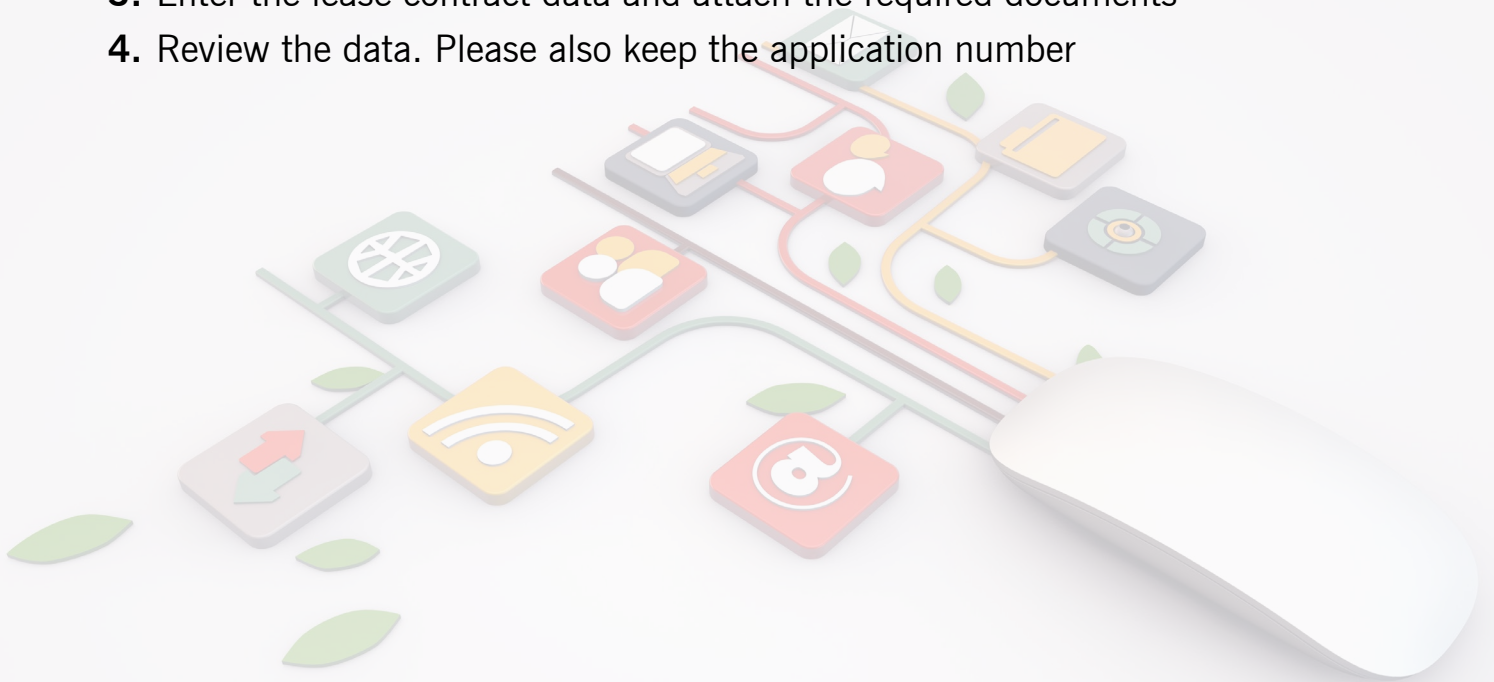 3. Enter the lease contract data and attach the required documents
4. Review the data. Please also keep the application number
@